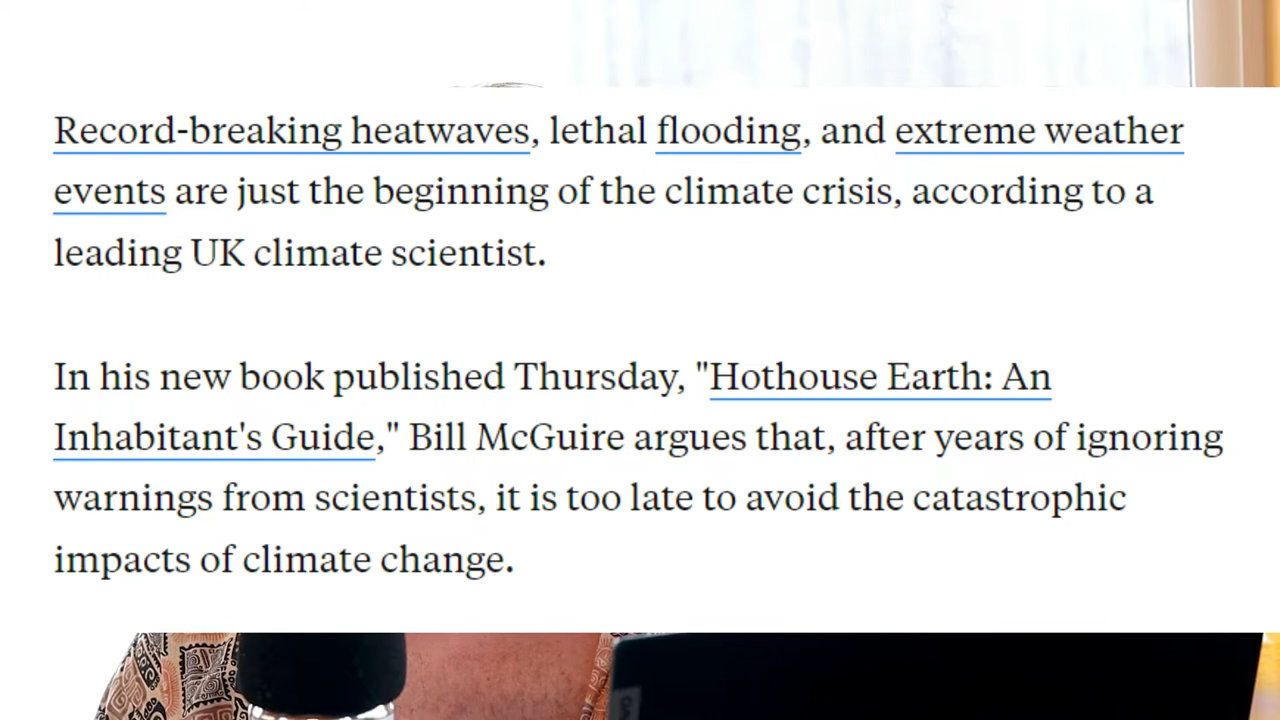 Record-breaking heatwaves, lethal flooding, and extreme weather
events are just the beginning of the climate crisis, according to a
leading UK climate scientist.
In his new book published Thursday, "Hothouse Earth: An
Inhabitant's Guide," Bill McGuire argues that, after years of ignoring
warnings from scientists, it is too late to avoid the catastrophic
impacts of climate change.